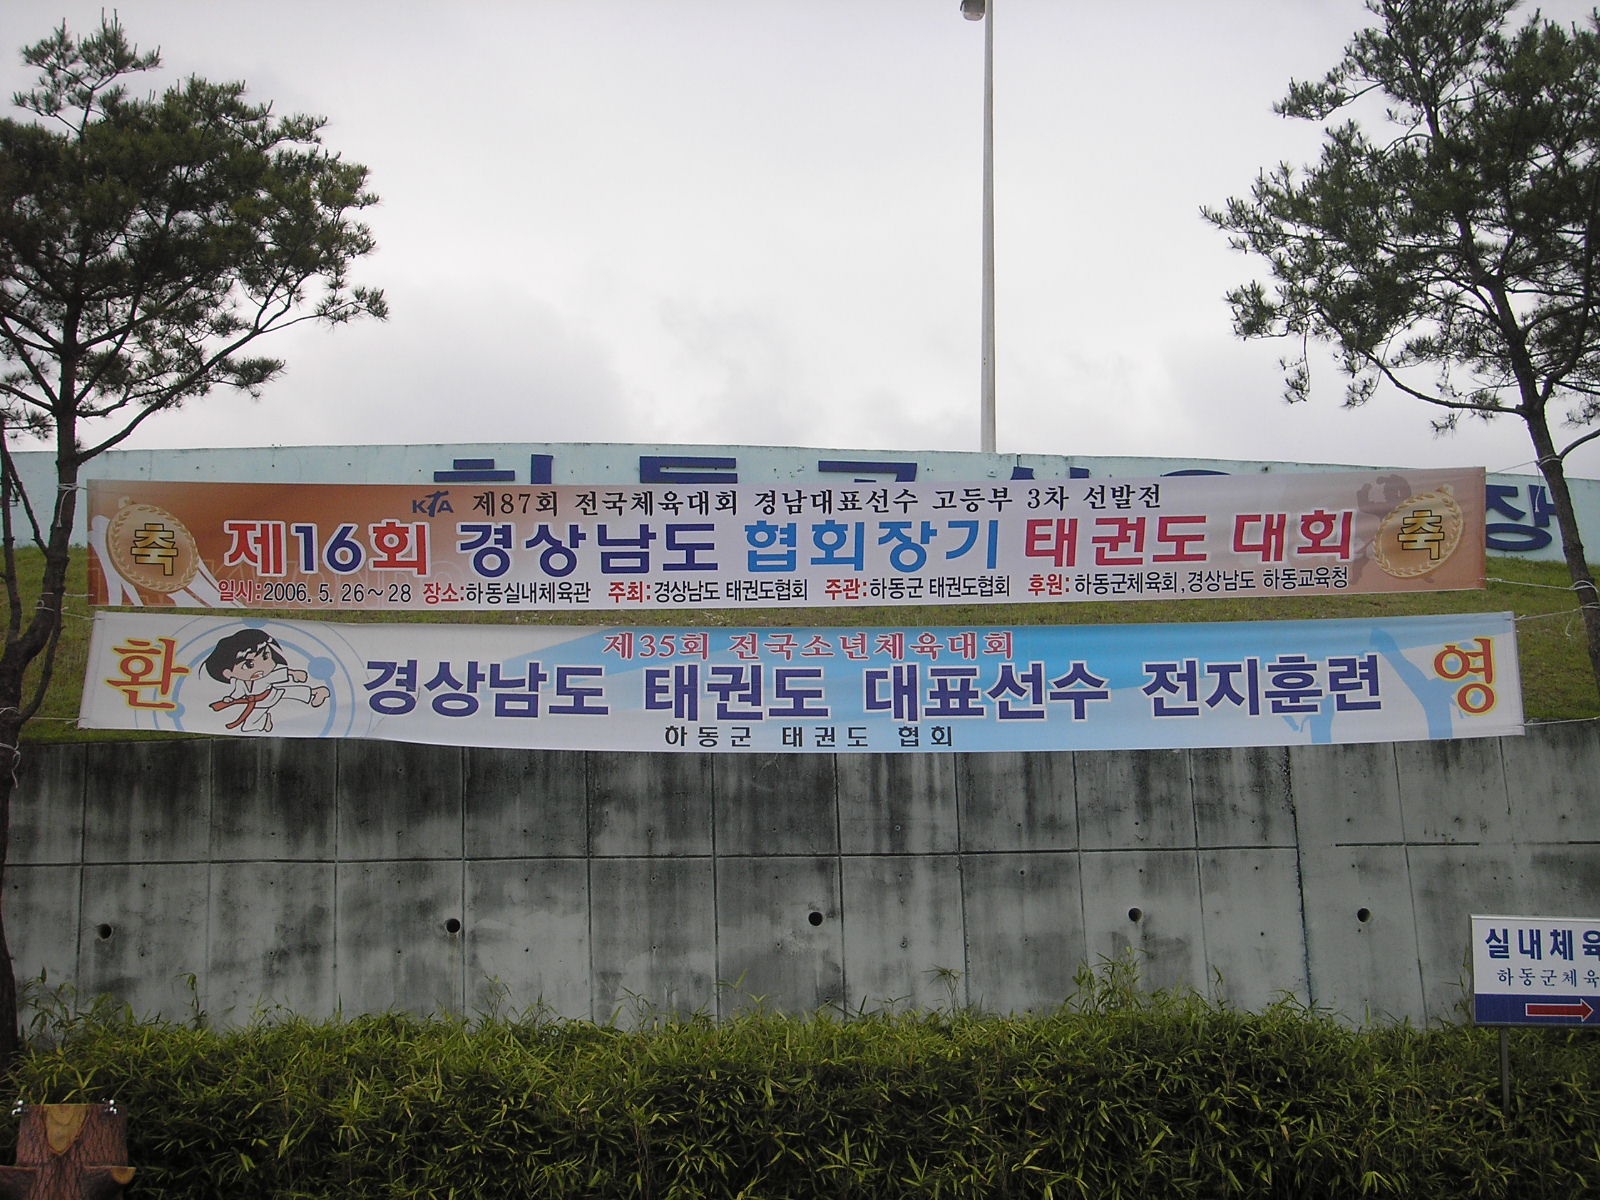 KTA 제87회 전국체육대회 경남대표선수 고등부 3차 선발전
축 제16회 경상남도 협회장기 태권도 대회 축
일시:2006. 5. 26~28 장소:하동실내체육관 주최:경상남도 태권도협회 주관:하동군 태권도협회 후원:하동군체육회,경상남도 하동교육청
제35회 전국소년체육대회
환 경상남도 태권도 대표선수 전지훈련 영
하동군 태권도 협회
실내체육
하동군체육